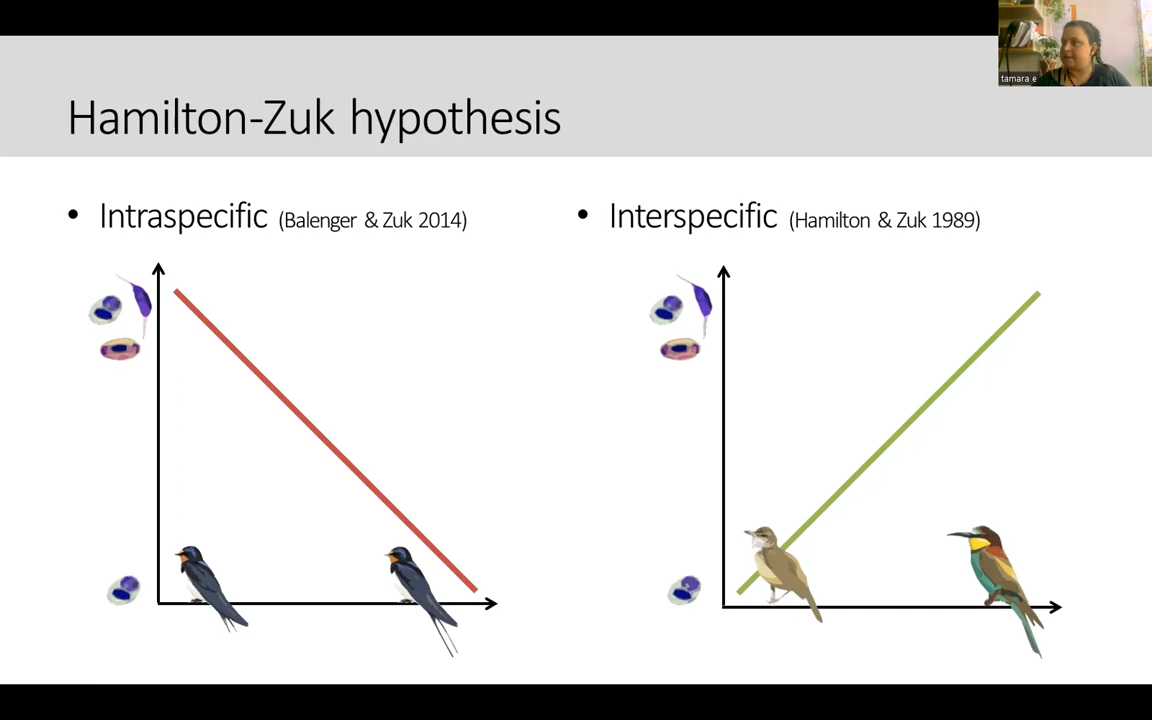 tamara e
Hamilton-Zuk hypothesis
• Intraspecific (Balenger & Zuk 2014)
• Interspecific (Hamilton & Zuk 1989)